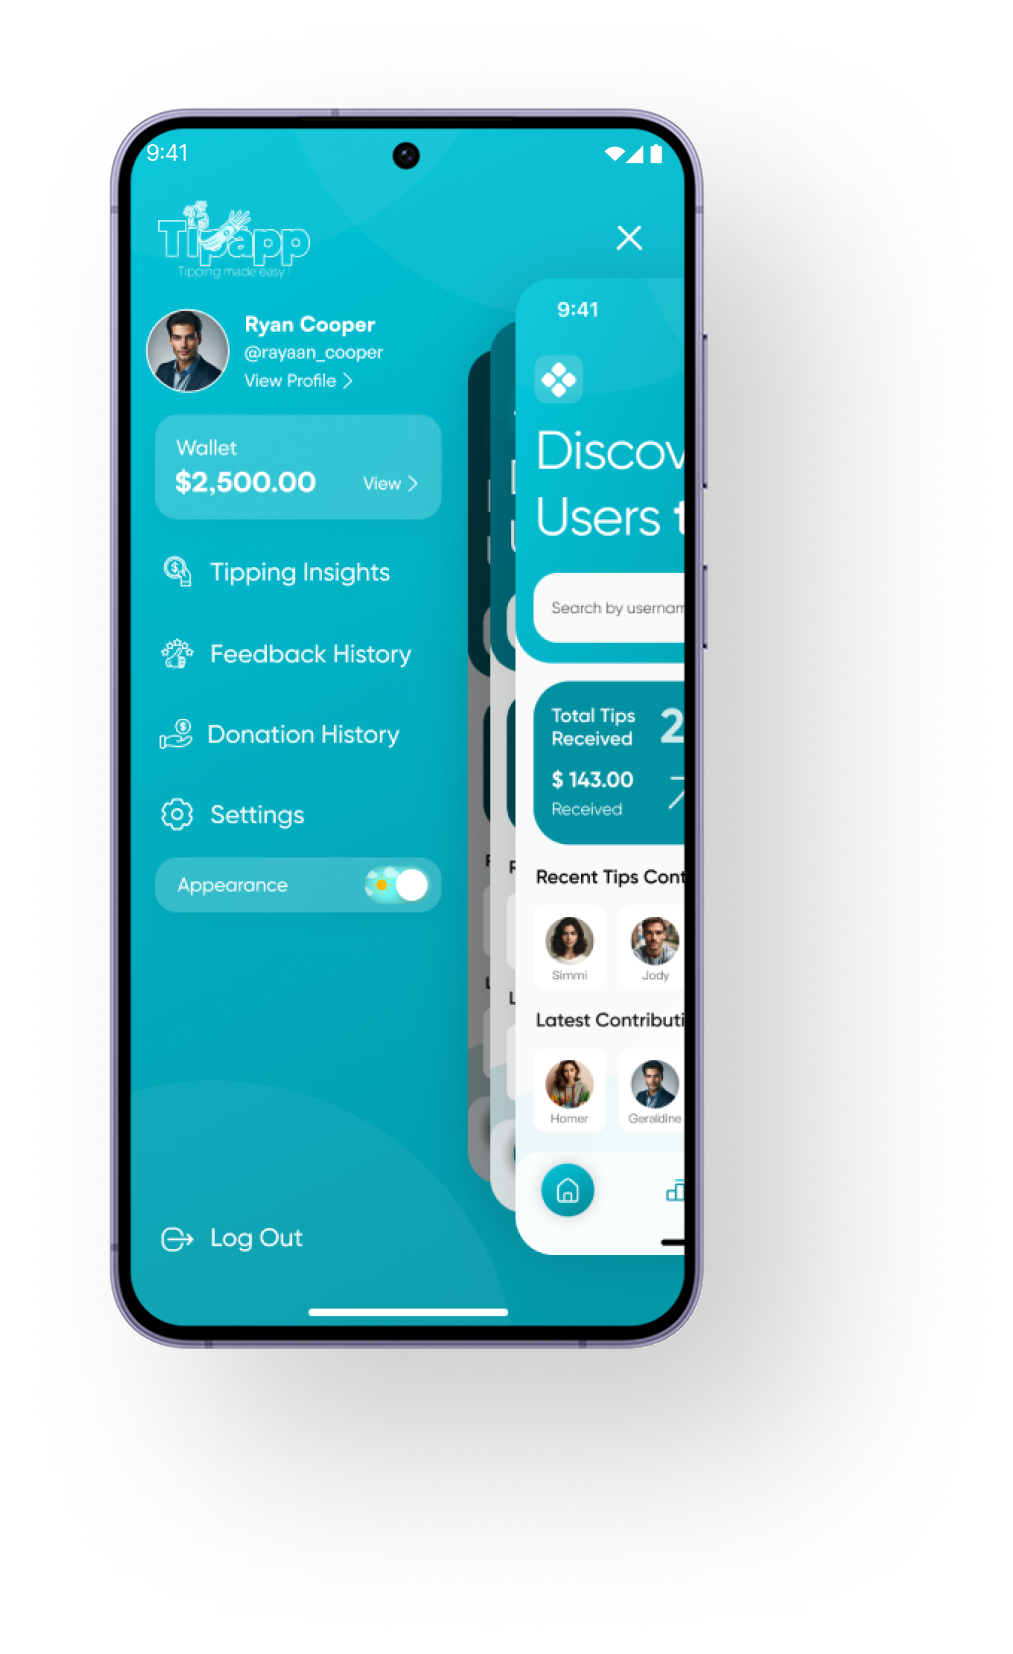 9:41
Tipapp
Tipping made easy !
Ryan Cooper
@rayaan_cooper
View Profile
Wallet
$2,500.00
View
Tipping Insights
Feedback History
Donation History
Settings
Appearance
Log Out
9:41
Discov
Users t
Search by usernam
Total Tips
Received
2
$ 143.00
Received
Recent Tips Cont
Simmi
Jody
Latest Contributi
Homer
Geraldine